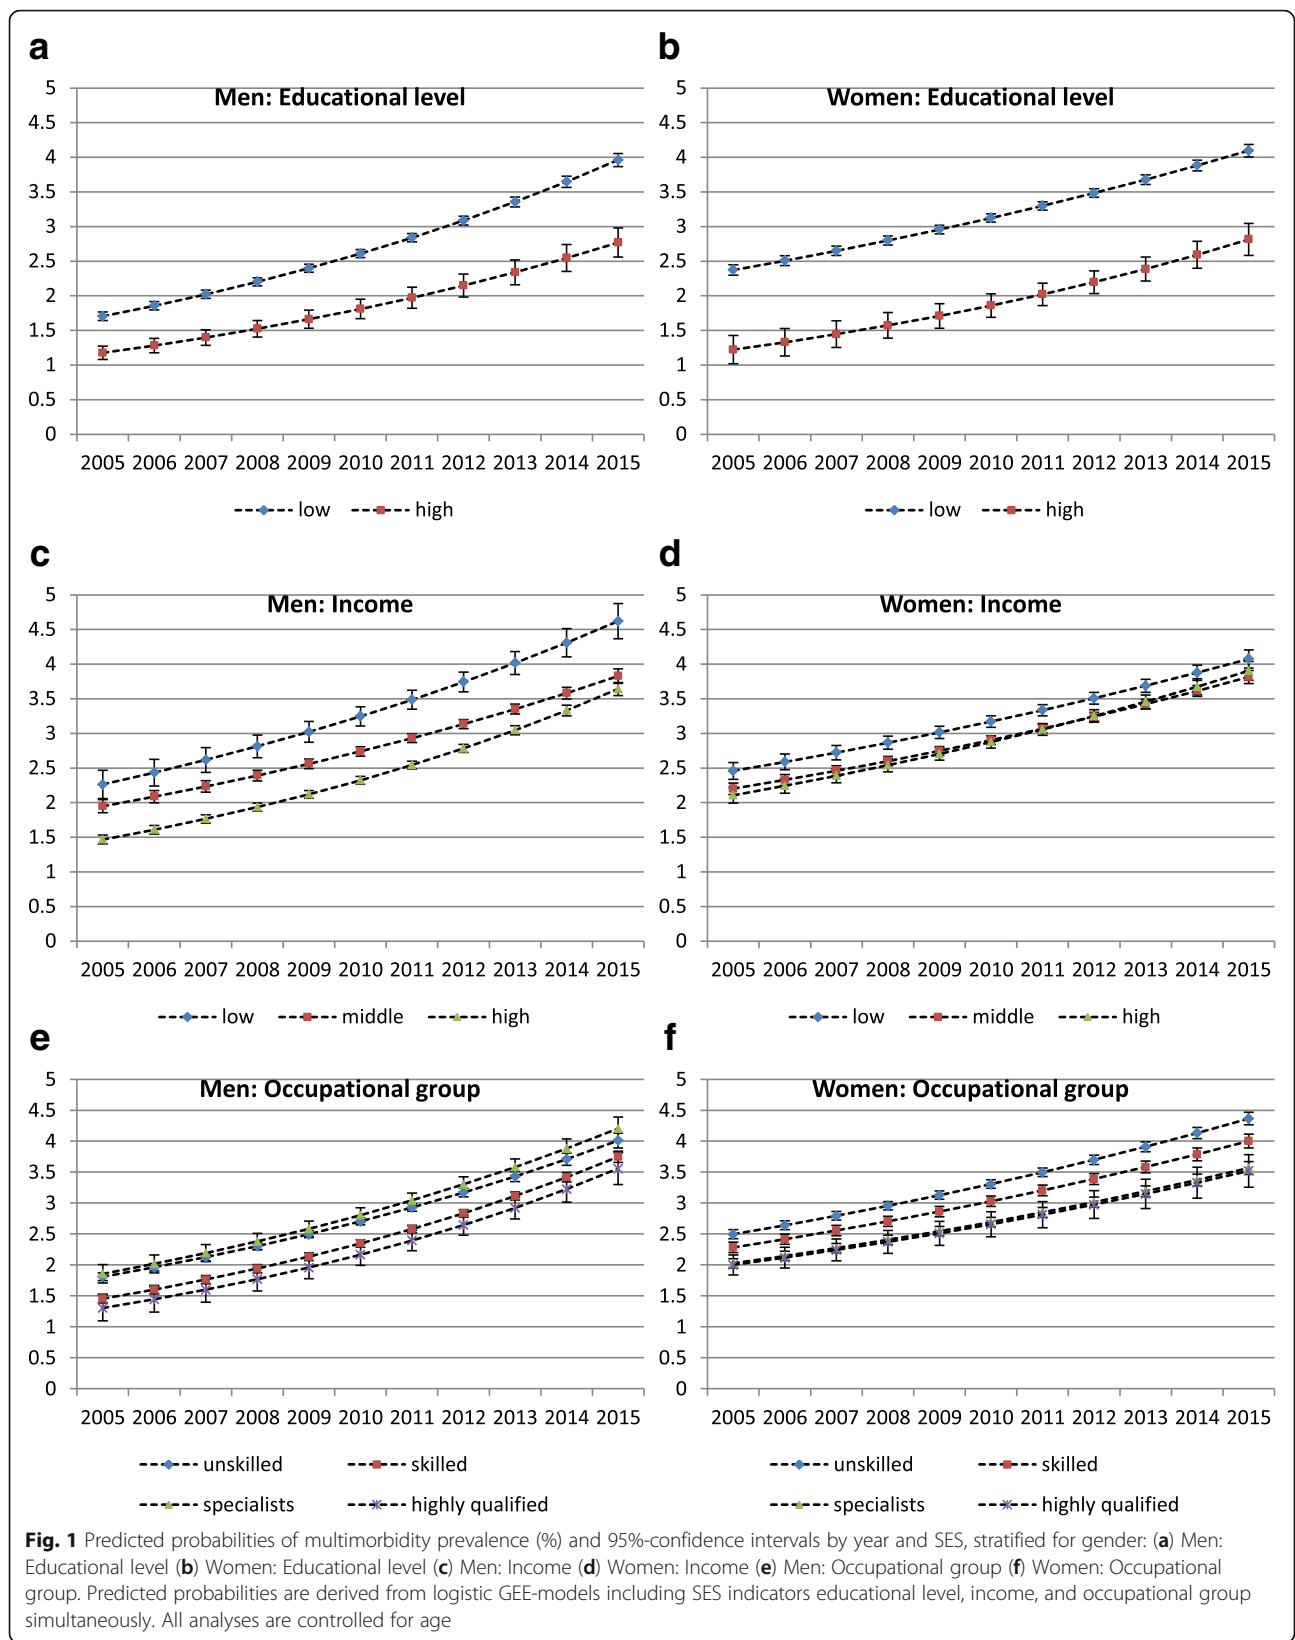 a
Men: Educational level
5
4.5
4
3.5
3
2.5
2
1.5
1
0.5
0
2005 2006 2007 2008 2009 2010 2011 2012 2013 2014 2015
low high
b
Women: Educational level
5
4.5
4
3.5
3
2.5
2
1.5
1
0.5
0
2005 2006 2007 2008 2009 2010 2011 2012 2013 2014 2015
low high
c
Men: Income
5
4.5
4
3.5
3
2.5
2
1.5
1
0.5
0
2005 2006 2007 2008 2009 2010 2011 2012 2013 2014 2015
low middle high
d
Women: Income
5
4.5
4
3.5
3
2.5
2
1.5
1
0.5
0
2005 2006 2007 2008 2009 2010 2011 2012 2013 2014 2015
low middle high
e
Men: Occupational group
5
4.5
4
3.5
3
2.5
2
1.5
1
0.5
0
2005 2006 2007 2008 2009 2010 2011 2012 2013 2014 2015
unskilled skilled
specialists highly qualified
f
Women: Occupational group
5
4.5
4
3.5
3
2.5
2
1.5
1
0.5
0
2005 2006 2007 2008 2009 2010 2011 2012 2013 2014 2015
unskilled skilled
specialists highly qualified
Fig. 1 Predicted probabilities of multimorbidity prevalence (%) and 95%-confidence intervals by year and SES, stratified for gender: (a) Men:
Educational level (b) Women: Educational level (c) Men: Income (d) Women: Income (e) Men: Occupational group (f) Women: Occupational
group. Predicted probabilities are derived from logistic GEE-models including SES indicators educational level, income, and occupational group
simultaneously. All analyses are controlled for age